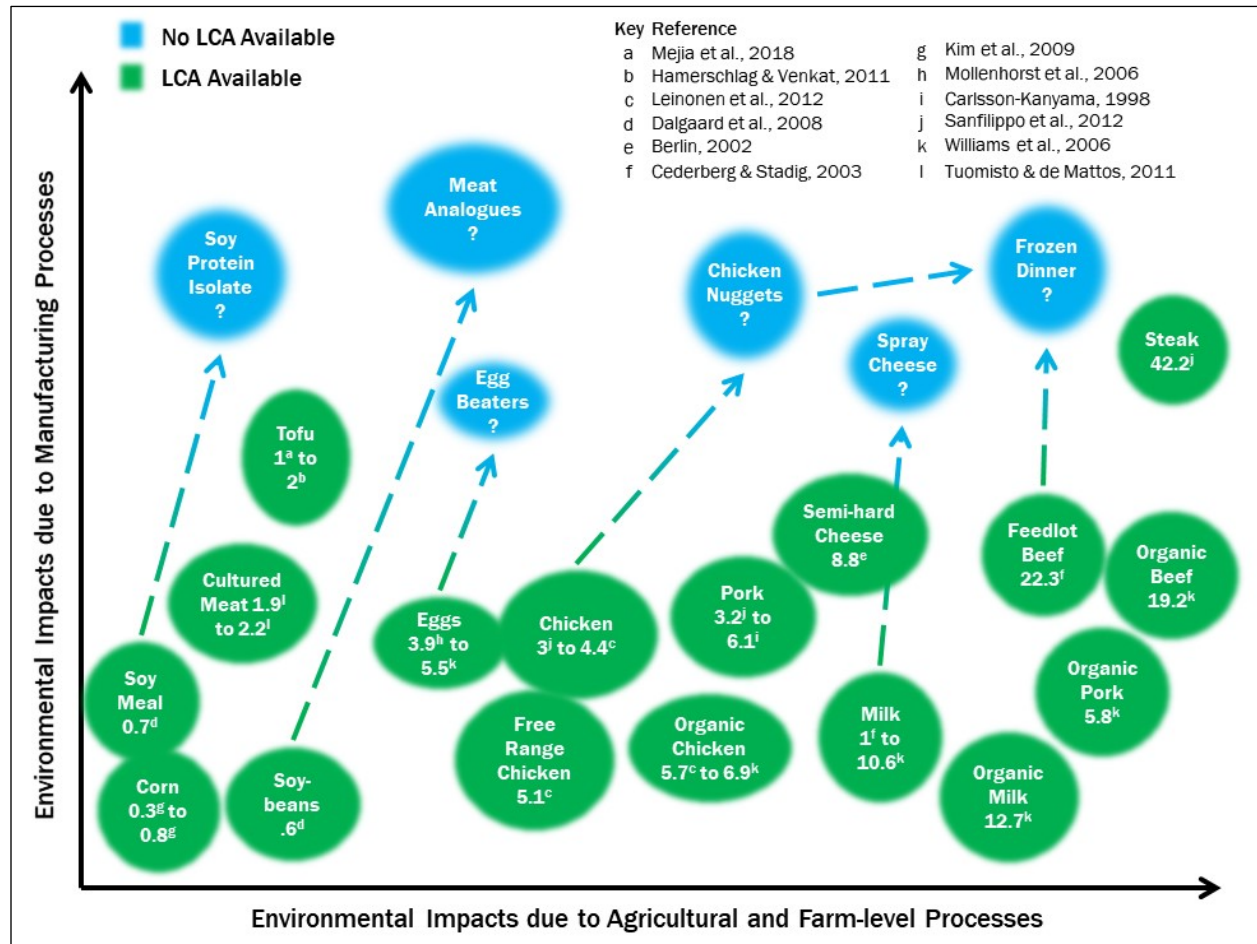 No LCA Available
LCA Available
Key Reference
a Mejia et al., 2018
b Hamerschlag & Venkat, 2011
c Leinonen et al., 2012
d Dalgaard et al., 2008
e Berlin, 2002
f Cederberg & Stadig, 2003
g Kim et al., 2009
h Mollenhorst et al., 2006
i Carlsson-Kanyama, 1998
j Sanfilippo et al., 2012
k Williams et al., 2006
l Tuomisto & de Mattos, 2011
Environmental Impacts due to Manufacturing Processes
Meat
Analogues
?
Soy
Protein
Isolate
?
Chicken
Nuggets
?
Frozen
Dinner
?
Spray
Cheese
?
Steak
42.2j
Egg
Beaters
?
Tofu
1a to
2b
Semi-hard
Cheese
8.8e
Feedlot
Beef
22.3f
Organic
Beef
19.2k
Cultured
Meat 1.9l
to 2.2l
Eggs
3.9h to
5.5k
Chicken
3j to 4.4c
Pork
3.2j to
6.1i
Soy
Meal
0.7d
Organic
Pork
5.8k
Free
Range
Chicken
5.1c
Organic
Chicken
5.7c to 6.9k
Milk
1f to
10.6k
Corn
0.3g to
0.8g
Soy-
beans
.6d
Organic
Milk
12.7k
Environmental Impacts due to Agricultural and Farm-level Processes